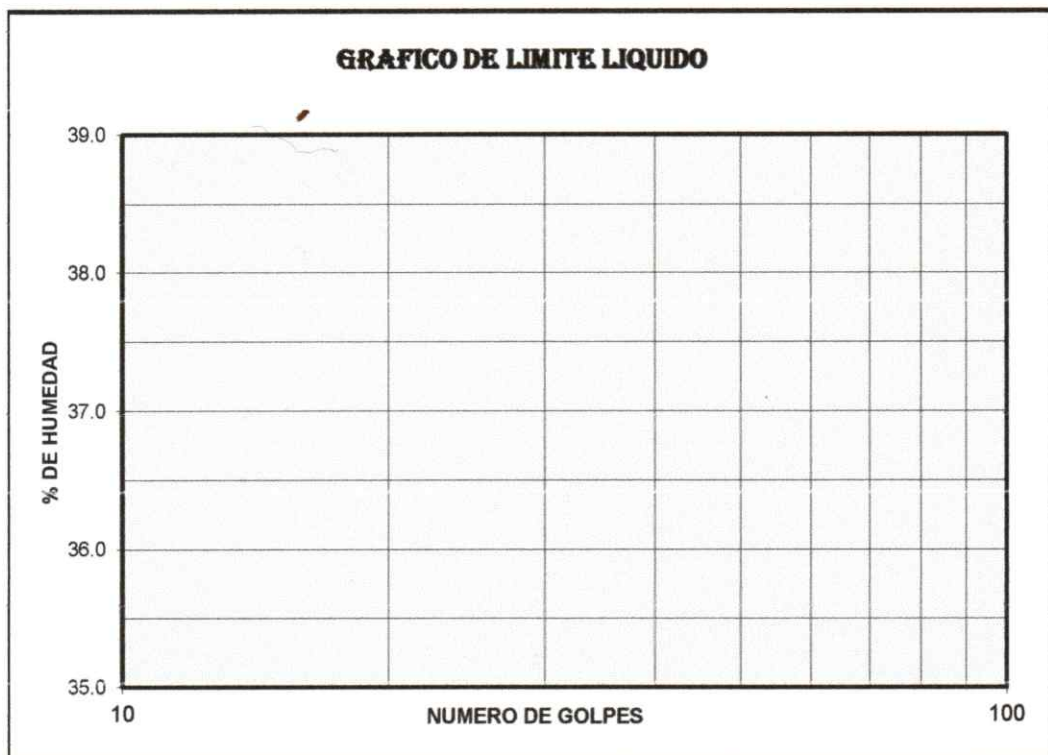 GRAFICO DE LIMITE LIQUIDO
39.0
38.0
37.0
36.0
35.0
% DE HUMEDAD
10
NUMERO DE GOLPES
100